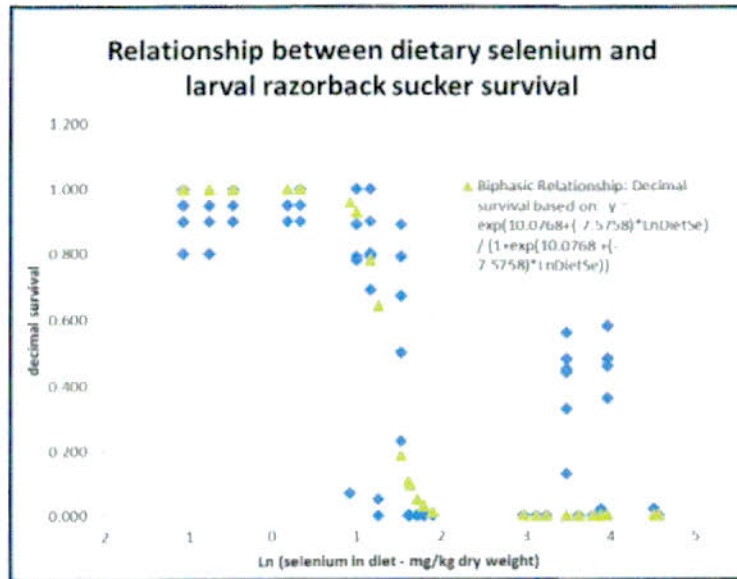 Relationship between dietary selenium and
larval razorback sucker survival
1.200
1.000
0.800
0.600
0.400
0.200
0.000
decimal survival
Biphasic Relationship: Decimal
survival based on: y =
exp(10.0768+(-7.5758)*LnDietSe)
/ (1+exp(10.0768 +(-
7.5758)*LnDietSe))
2 1 0 1 2 3 4 5
Ln (selenium in diet - mg/kg dry weight)